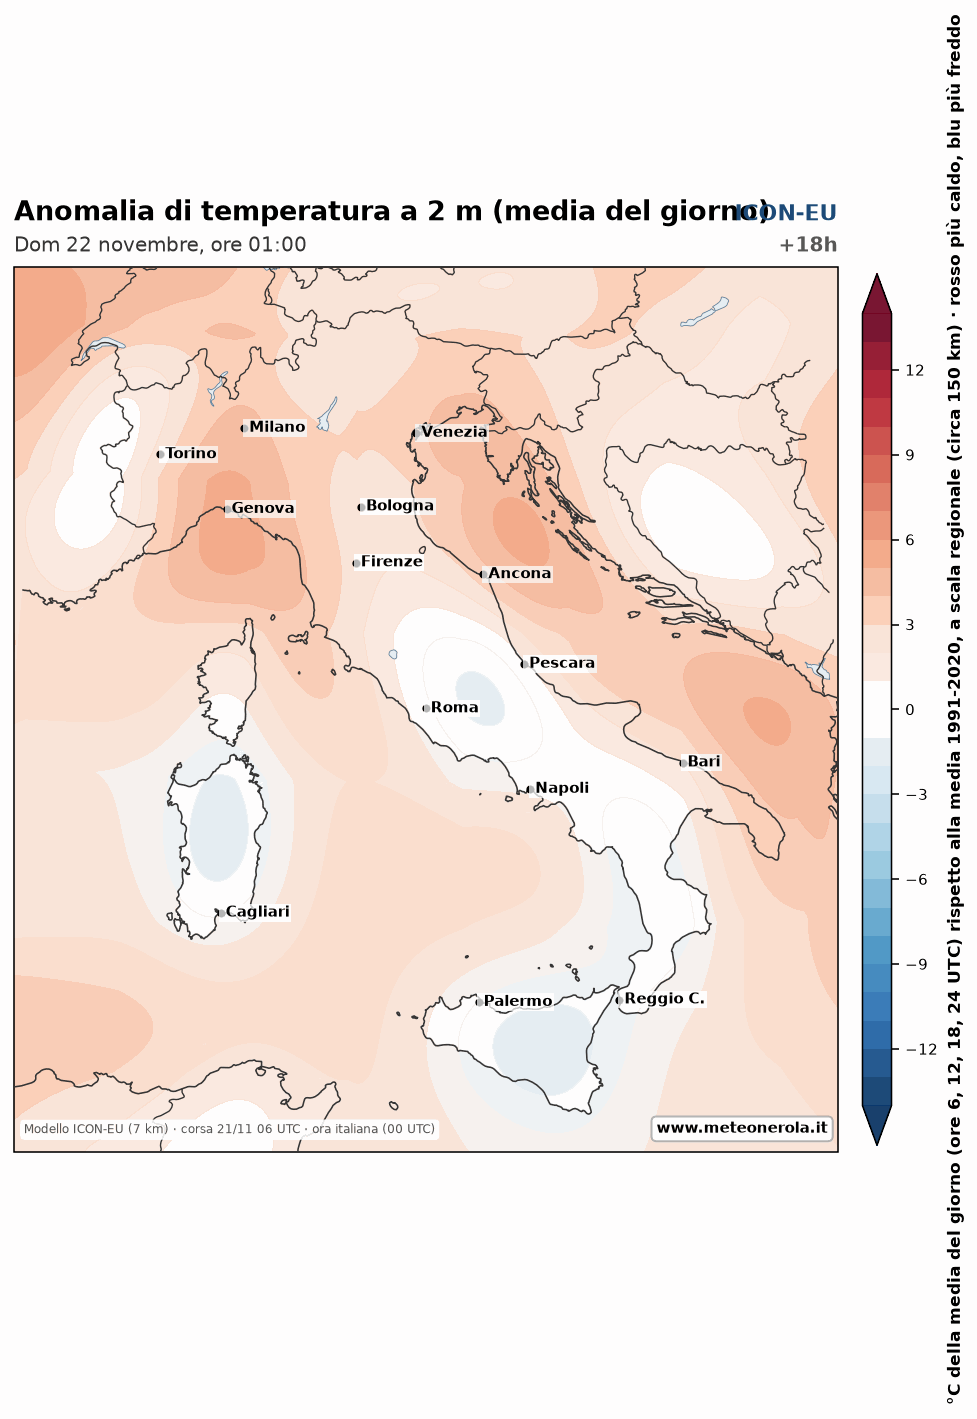 Anomalia di temperatura a 2 m (media del giorno)
ICON-EU
Dom 22 novembre, ore 01:00
+18h
Milano
Venezia
Torino
Genova
Bologna
Firenze
Ancona
Pescara
Roma
Bari
Napoli
Cagliari
Palermo
Reggio C.
Modello ICON-EU (7 km) · corsa 21/11 06 UTC · ora italiana (00 UTC)
www.meteonerola.it
12
9
6
3
0
−3
−6
−9
−12
°C della media del giorno (ore 6, 12, 18, 24 UTC) rispetto alla media 1991-2020, a scala regionale (circa 150 km) · rosso più caldo, blu più freddo